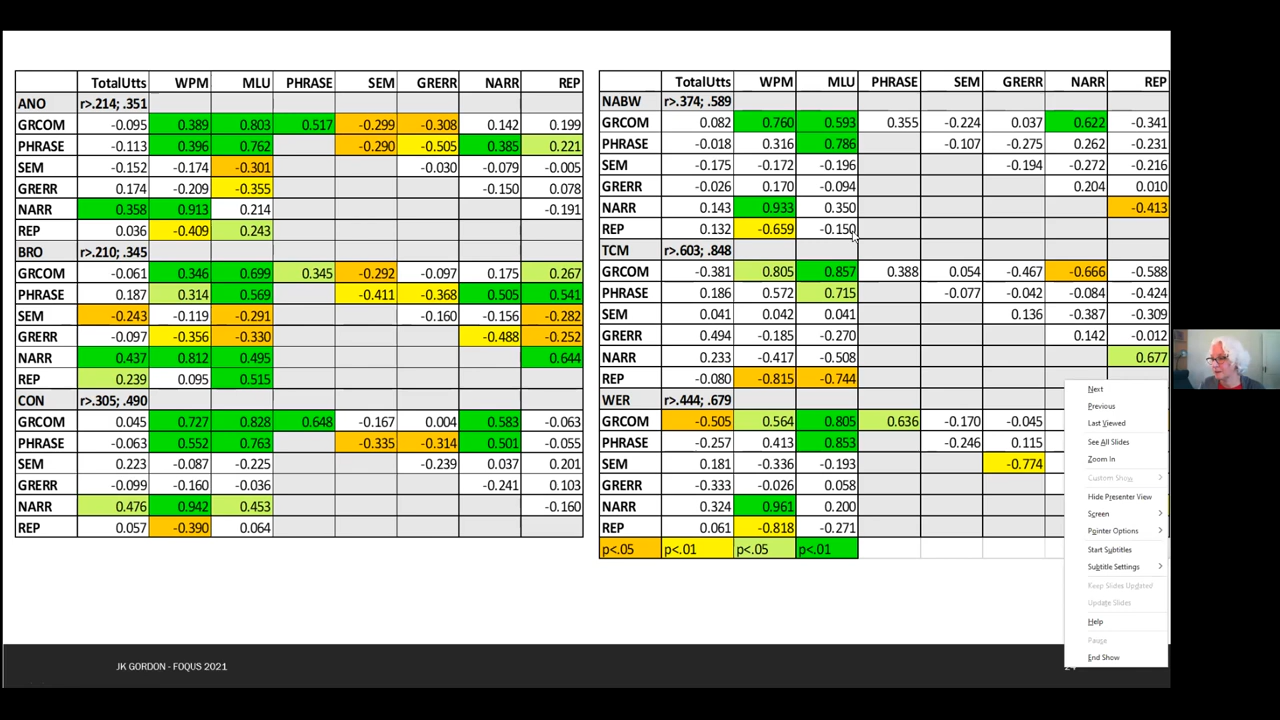 TotalUtts WPM MLU PHRASE SEM GRERR NARR REP
ANO r>.214; .351
GRCOM -0.095 0.389 0.803 0.517 -0.299 -0.308 0.142 0.199
PHRASE -0.113 0.396 0.762 -0.290 -0.505 0.385 0.221
SEM -0.152 -0.174 -0.301 -0.030 -0.079 -0.005
GRERR 0.174 -0.209 -0.355 -0.150 0.078
NARR 0.358 0.913 0.214 -0.191
REP 0.036 -0.409 0.243
BRO r>.210; .345
GRCOM -0.061 0.346 0.699 0.345 -0.292 -0.097 0.175 0.267
PHRASE 0.187 0.314 0.569 -0.411 -0.368 0.505 0.541
SEM -0.243 -0.119 -0.291 -0.160 -0.156 -0.282
GRERR -0.097 -0.356 -0.330 -0.488 -0.252
NARR 0.437 0.812 0.495 0.644
REP 0.239 0.095 0.515
CON r>.305; .490
GRCOM 0.045 0.727 0.828 0.648 -0.167 0.004 0.583 -0.063
PHRASE -0.063 0.552 0.763 -0.335 -0.314 0.501 -0.055
SEM 0.223 -0.087 -0.225 -0.239 0.037 0.201
GRERR -0.099 -0.160 -0.036 -0.241 0.103
NARR 0.476 0.942 0.453 -0.160
REP 0.057 -0.390 0.064
TotalUtts WPM MLU PHRASE SEM GRERR NARR REP
NABW r>.374; .589
GRCOM 0.082 0.760 0.593 0.355 -0.224 0.037 0.622 -0.341
PHRASE -0.018 0.316 0.786 -0.107 -0.275 0.262 -0.231
SEM -0.175 -0.172 -0.196 -0.194 -0.272 -0.216
GRERR -0.026 0.170 -0.094 0.204 0.010
NARR 0.143 0.933 0.350 -0.413
REP 0.132 -0.659 -0.150
TCM r>.603; .848
GRCOM -0.381 0.805 0.857 0.388 0.054 -0.467 -0.666 -0.588
PHRASE 0.186 0.572 0.715 -0.077 -0.042 -0.084 -0.424
SEM 0.041 0.042 0.041 0.136 -0.387 -0.309
GRERR 0.494 -0.185 -0.270 0.142 -0.012
NARR 0.233 -0.417 -0.508 0.677
REP -0.080 -0.815 -0.744
WER r>.444; .679
GRCOM -0.505 0.564 0.805 0.636 -0.170 -0.045
PHRASE -0.257 0.413 0.853 -0.246 0.115
SEM 0.181 -0.336 -0.193 -0.774
GRERR -0.333 -0.026 0.058
NARR 0.324 0.961 0.200
REP 0.061 -0.818 -0.271
p<.05 p<.01 p<.05 p<.01
Next
Previous
Last Viewed
See All Slides
Zoom In
Custom Show
Hide Presenter View
Screen
Pointer Options
Start Subtitles
Subtitle Settings
Keep Slides Updated
Update Slides
Help
Pause
End Show
JK GORDON - FOQUS 2021